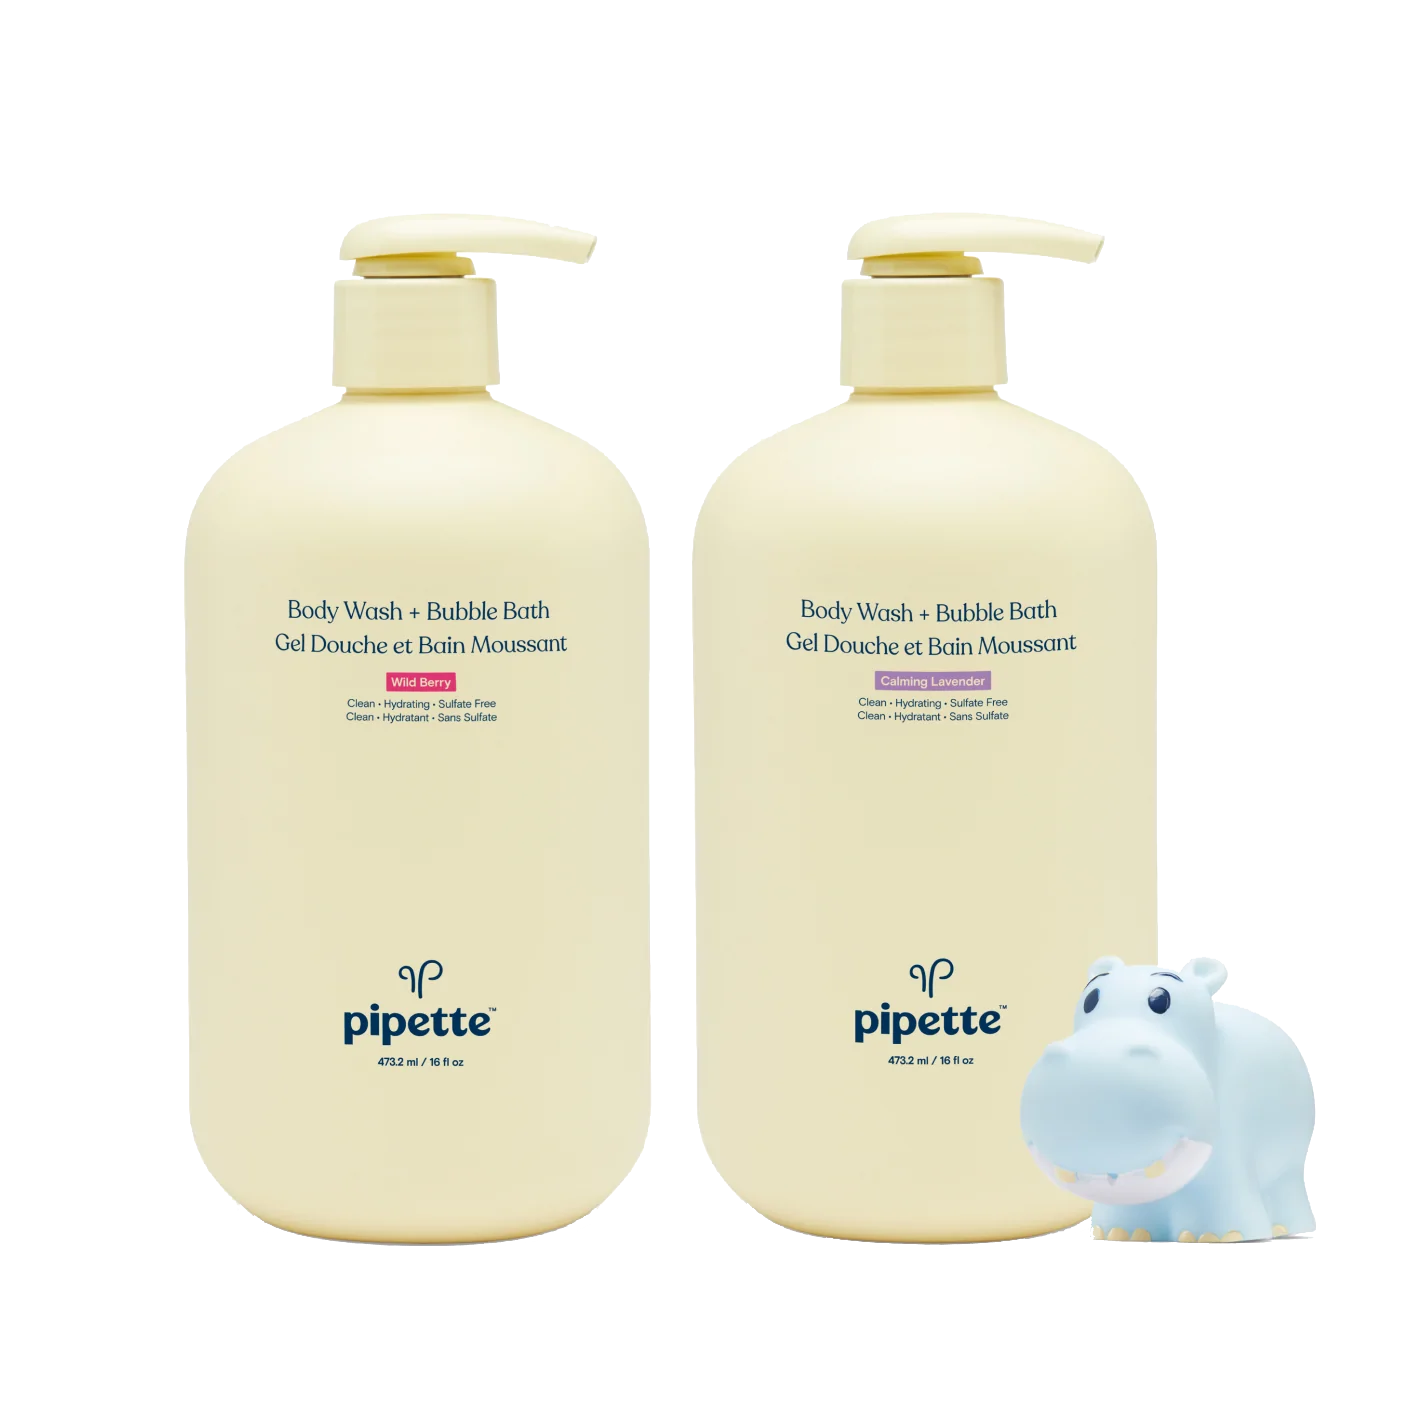 Body Wash + Bubble Bath
Gel Douche et Bain Moussant
Wild Berry
Clean • Hydrating • Sulfate Free
Clean • Hydratant • Sans Sulfate
pipette™
473.2 ml / 16 fl oz
Body Wash + Bubble Bath
Gel Douche et Bain Moussant
Calming Lavender
Clean • Hydrating • Sulfate Free
Clean • Hydratant • Sans Sulfate
pipette™
473.2 ml / 16 fl oz